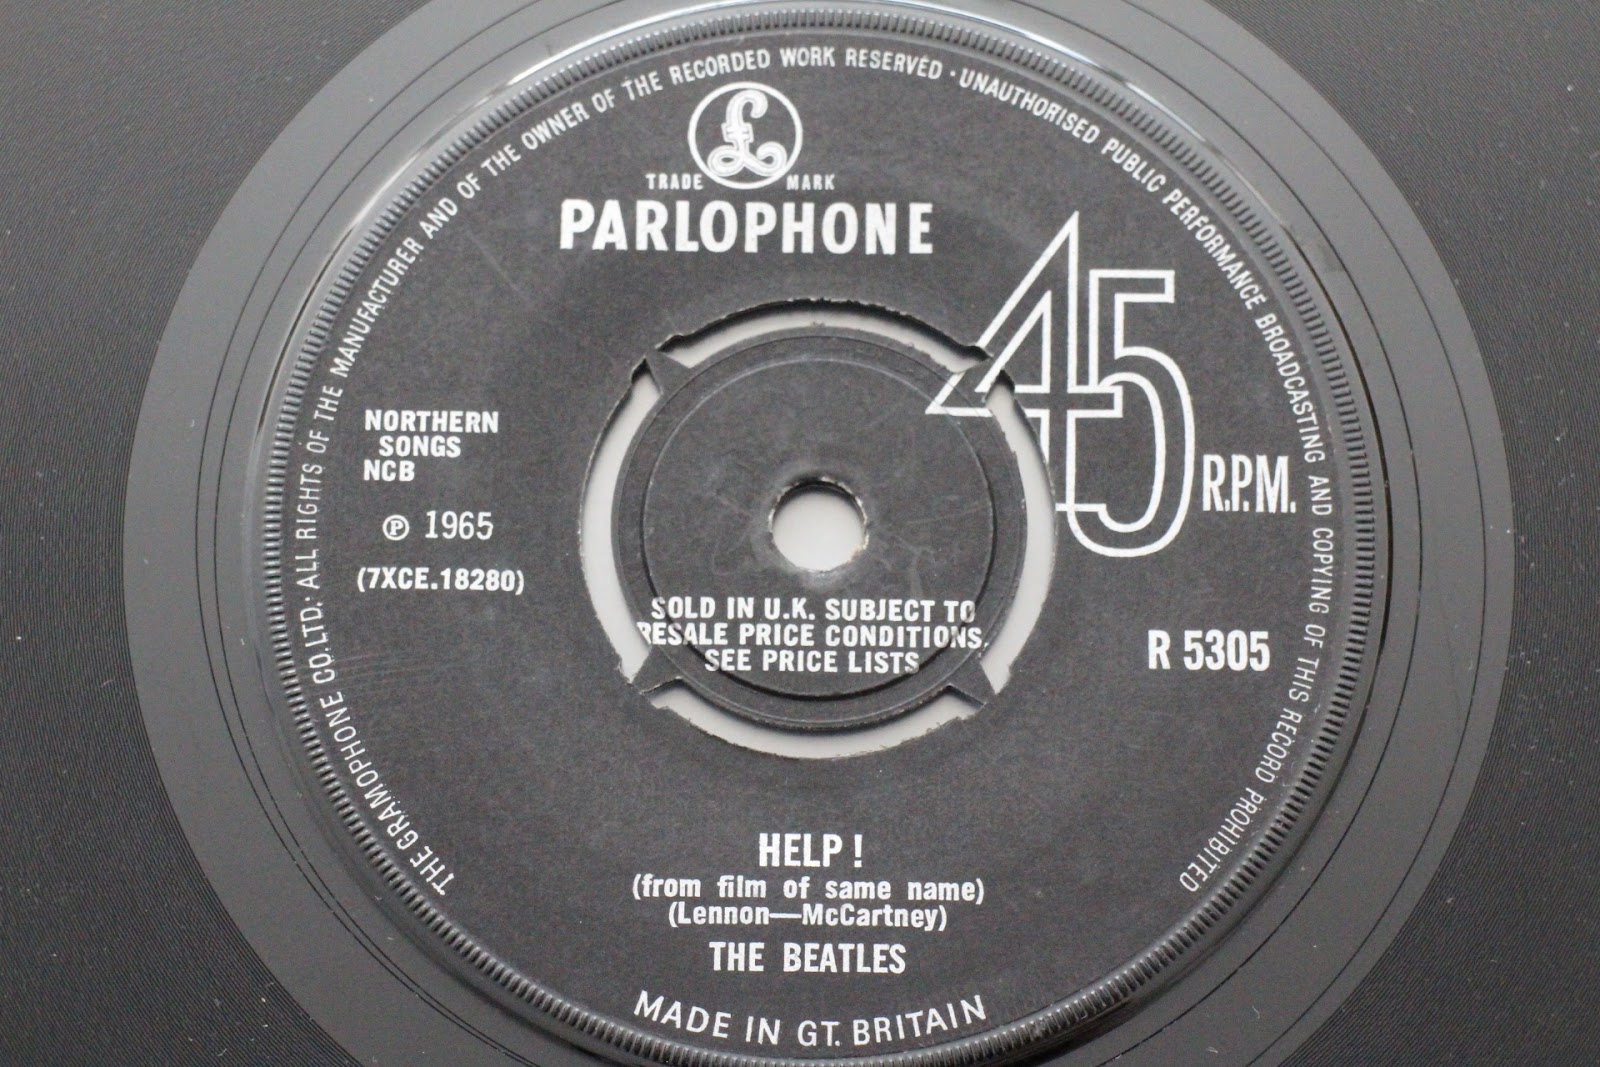 THE GRAMOPHONE CO. LTD. · ALL RIGHTS OF THE MANUFACTURER AND OF THE OWNER OF THE RECORDED WORK RESERVED · UNAUTHORISED PUBLIC PERFORMANCE BROADCASTING AND COPYING OF THIS RECORD PROHIBITED
£
TRADE MARK
PARLOPHONE
45 R.P.M.
NORTHERN
SONGS
NCB
Ⓟ 1965
(7XCE.18280)
SOLD IN U.K. SUBJECT TO
RESALE PRICE CONDITIONS,
SEE PRICE LISTS
R 5305
HELP !
(from film of same name)
(Lennon—McCartney)
THE BEATLES
MADE IN GT. BRITAIN